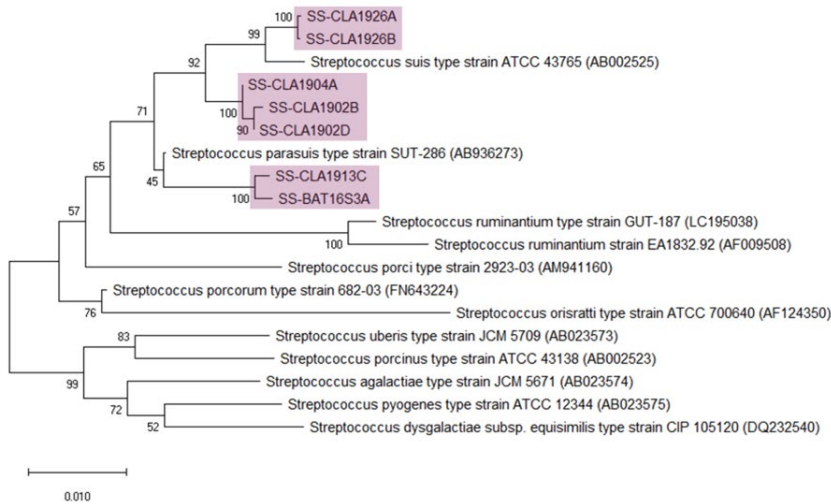 100
SS-CLA1926A
99
SS-CLA1926B
92
Streptococcus suis type strain ATCC 43765 (AB002525)
SS-CLA1904A
71
100
SS-CLA1902B
90
SS-CLA1902D
Streptococcus parasuis type strain SUT-286 (AB936273)
65
45
SS-CLA1913C
100
SS-BAT16S3A
57
Streptococcus ruminantium type strain GUT-187 (LC195038)
100
Streptococcus ruminantium strain EA1832.92 (AF009508)
Streptococcus porci type strain 2923-03 (AM941160)
Streptococcus porcorum type strain 682-03 (FN643224)
76
Streptococcus orisratti type strain ATCC 700640 (AF124350)
83
Streptococcus uberis type strain JCM 5709 (AB023573)
Streptococcus porcinus type strain ATCC 43138 (AB002523)
99
Streptococcus agalactiae type strain JCM 5671 (AB023574)
72
Streptococcus pyogenes type strain ATCC 12344 (AB023575)
52
Streptococcus dysgalactiae subsp. equisimilis type strain CIP 105120 (DQ232540)
0.010